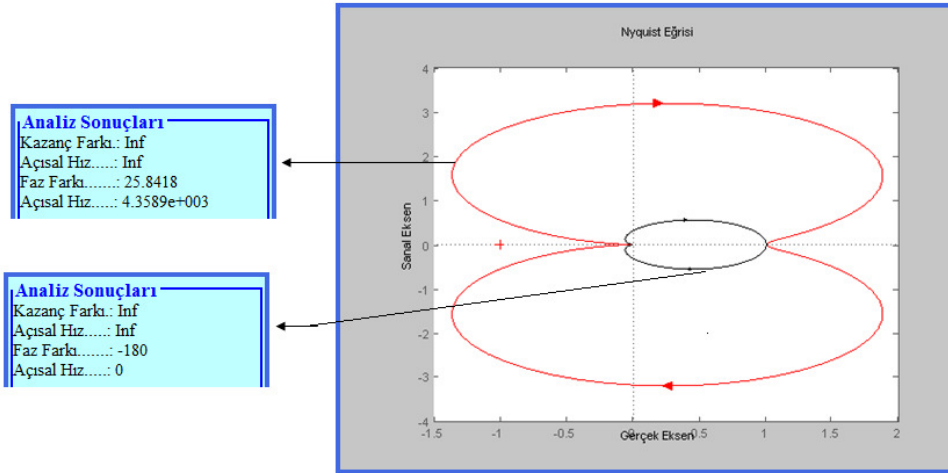 Nyquist Eğrisi
Analiz Sonuçları
Kazanç Farkı.: Inf
Açısal Hız.....: Inf
Faz Farkı.......: 25.8418
Açısal Hız.....: 4.3589e+003
Analiz Sonuçları
Kazanç Farkı.: Inf
Açısal Hız.....: Inf
Faz Farkı.......: -180
Açısal Hız.....: 0
Sanal Eksen
4
3
2
1
0
-1
-2
-3
-4
-1.5 -1 -0.5 0 0.5 1 1.5 2
Gerçek Eksen